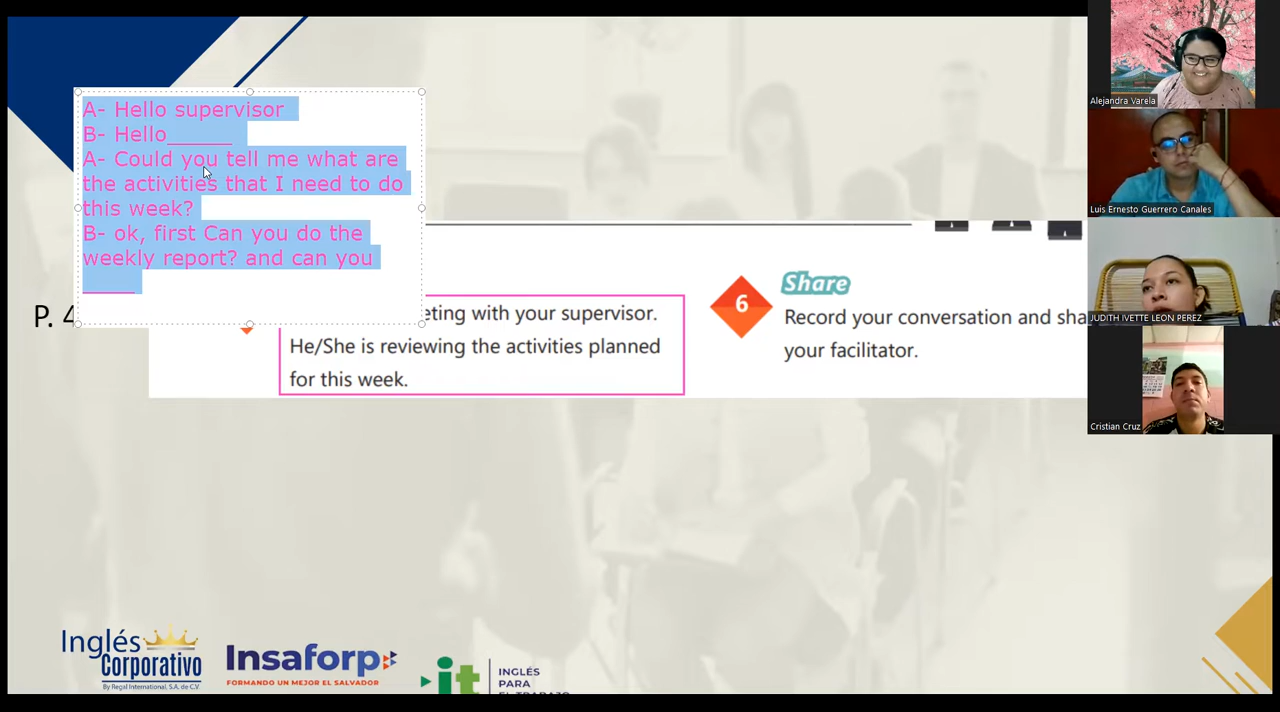 A- Hello supervisor
B- Hello______
A- Could you tell me what are
the activities that I need to do
this week?
B- ok, first Can you do the
weekly report? and can you
_____
P. 4
eting with your supervisor.
He/She is reviewing the activities planned
for this week.
6
Share
Record your conversation and sha
your facilitator.
Alejandra Varela
Luis Ernesto Guerrero Canales
JUDITH IVETTE LEON PEREZ
Cristian Cruz
Inglés
Corporativo
By Regal International, S.A. de C.V.
Insaforp
FORMANDO UN MEJOR EL SALVADOR
it
INGLÉS
PARA
EL TRABAJO